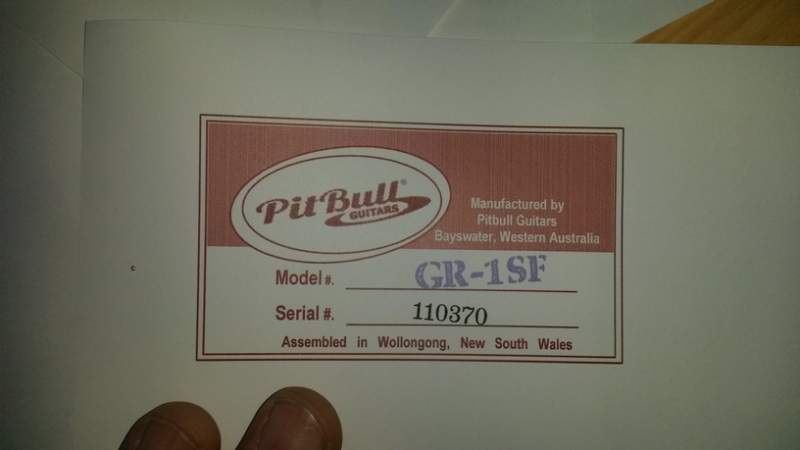 PitBull®
GUITARS
Manufactured by
Pitbull Guitars
Bayswater, Western Australia
Model #. GR-1SF
Serial #. 110370
Assembled in Wollongong, New South Wales